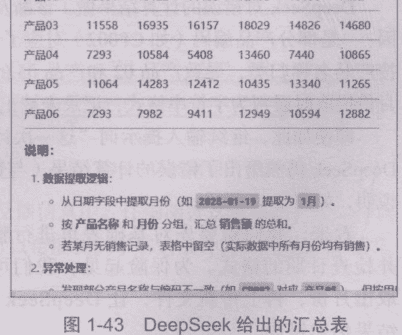 产品03 11558 16935 16157 18029 14826 14680
产品04 7293 10584 5408 13460 7440 10865
产品05 11064 14283 12412 10435 13340 11265
产品06 7293 7982 9411 12949 10594 12882
说明：
1. 数据提取逻辑：
○ 从日期字段中提取月份（如 2025-01-19 提取为 1月）。
○ 按 产品名称 和 月份 分组，汇总 销售额 的总和。
○ 若某月无销售记录，表格中留空（实际数据中所有月份均有销售）。
2. 异常处理：
图 1-43 DeepSeek 给出的汇总表